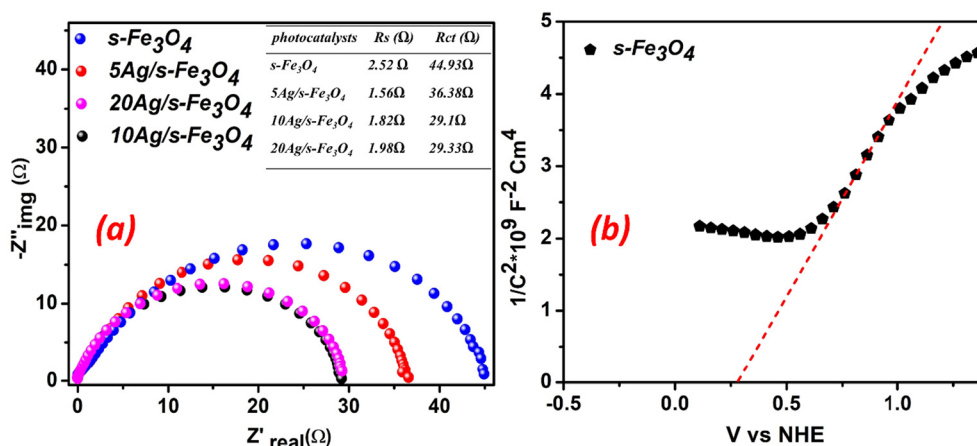 -Z''img (Ω)
-40
-30
-20
-10
0
s-Fe3O4
5Ag/s-Fe3O4
20Ag/s-Fe3O4
10Ag/s-Fe3O4
photocatalysts Rs (Ω) Rct (Ω)
s-Fe3O4 2.52 Ω 44.93Ω
5Ag/s-Fe3O4 1.56Ω 36.38Ω
10Ag/s-Fe3O4 1.82Ω 29.1Ω
20Ag/s-Fe3O4 1.98Ω 29.33Ω
(a)
0 10 20 30 40
Z' real(Ω)
1/C²*10⁹ F⁻² Cm⁴
5
4
3
2
1
0
s-Fe3O4
(b)
-0.5 0.0 0.5 1.0
V vs NHE